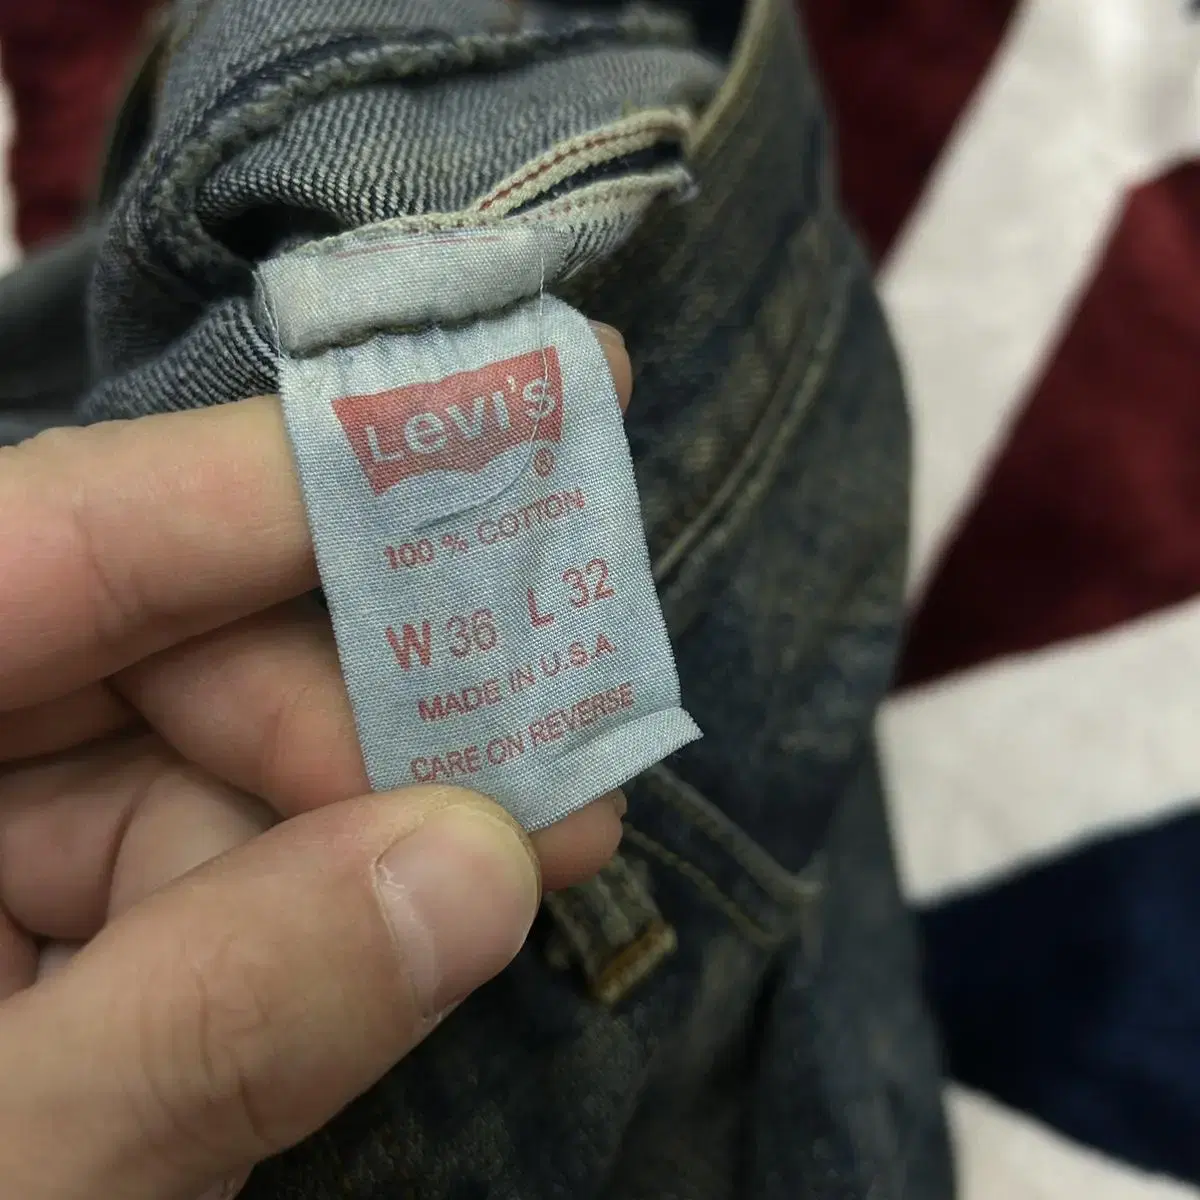 Levi's
®
100 % COTTON
W 36 L 32
MADE IN U.S.A
CARE ON REVERSE